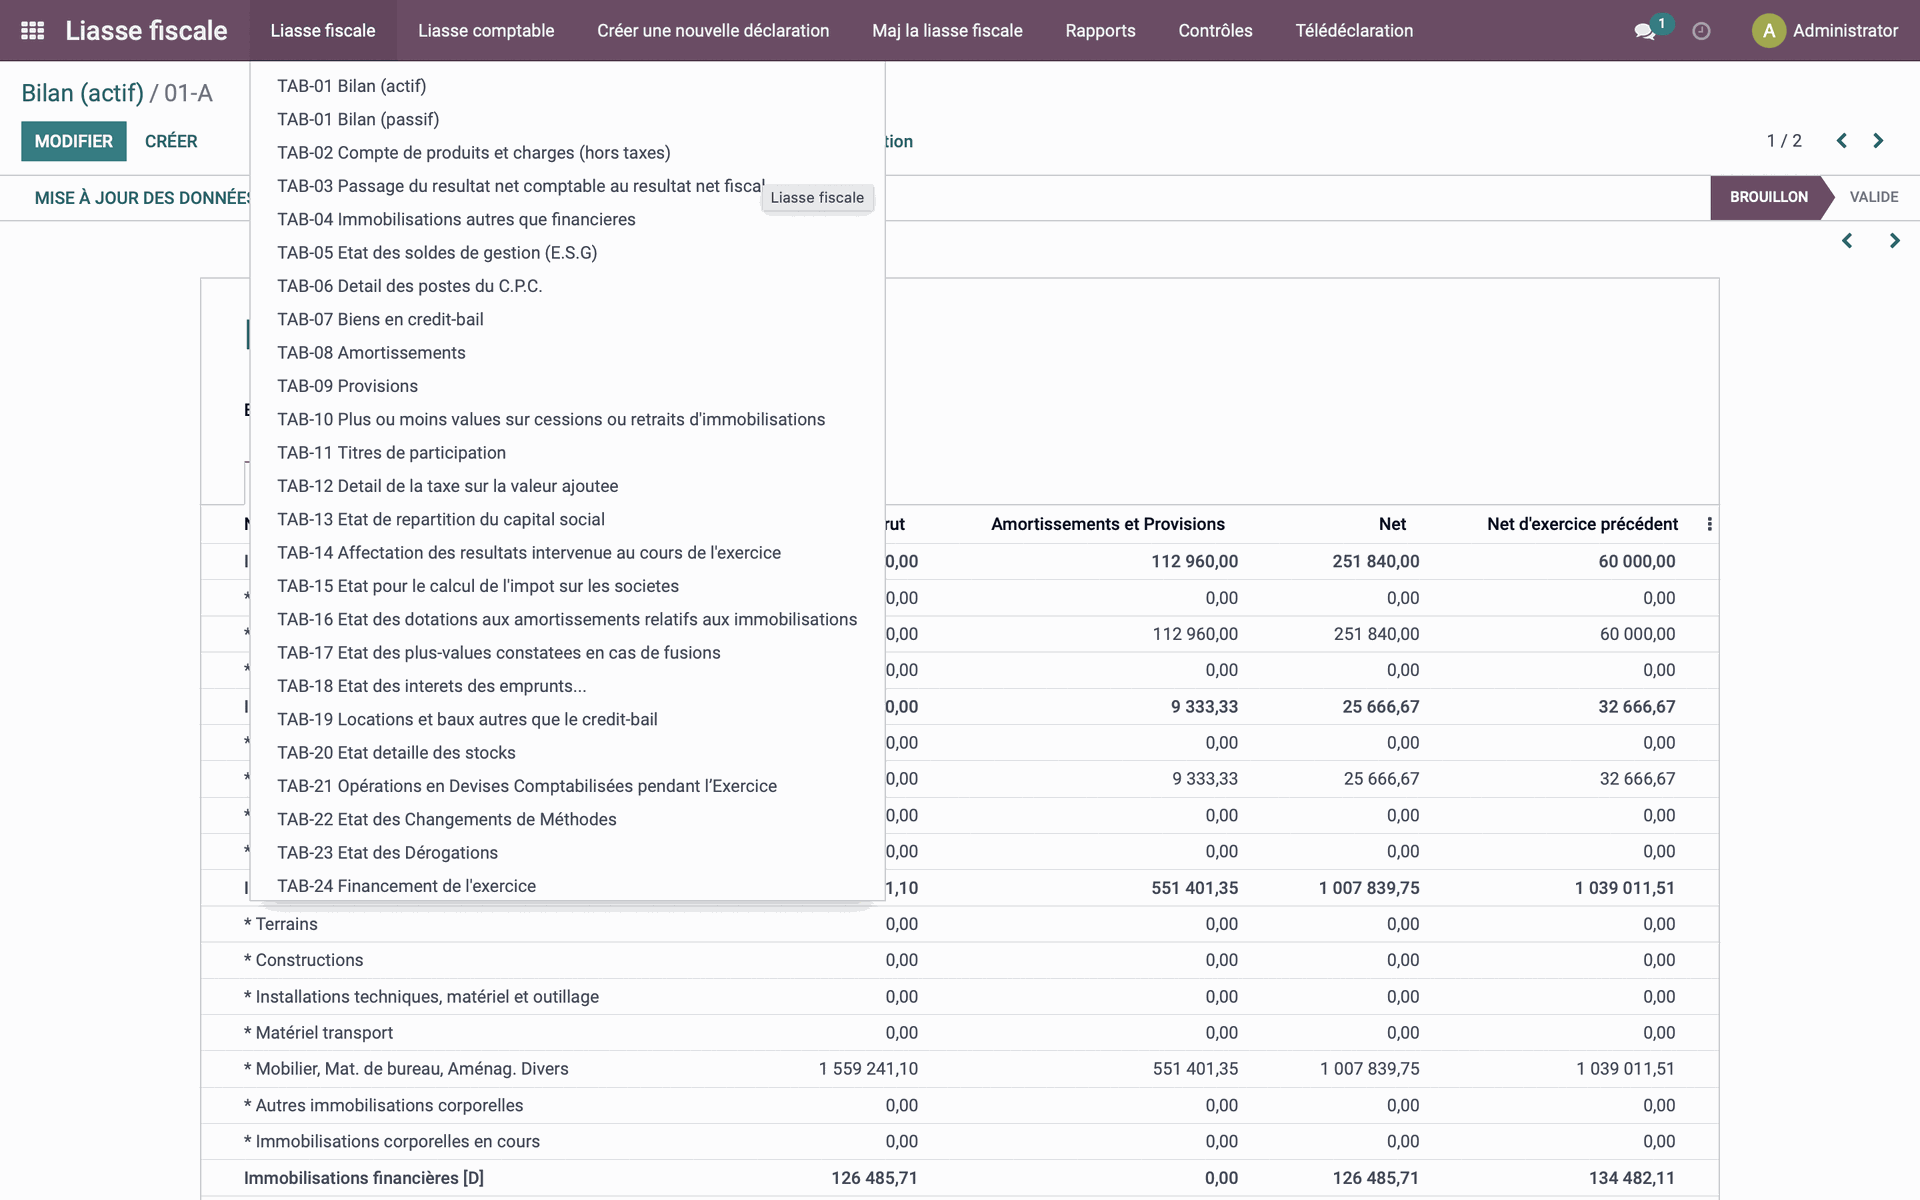 Liasse fiscale
Liasse fiscale
Liasse comptable
Créer une nouvelle déclaration
Maj la liasse fiscale
Rapports
Contrôles
Télédéclaration
1
A
Administrator
Bilan (actif) / 01-A
MODIFIER
CRÉER
1 / 2
MISE À JOUR DES DONNÉES
BROUILLON
VALIDE
TAB-01 Bilan (actif)
TAB-01 Bilan (passif)
TAB-02 Compte de produits et charges (hors taxes)
TAB-03 Passage du resultat net comptable au resultat net fiscal
Liasse fiscale
TAB-04 Immobilisations autres que financieres
TAB-05 Etat des soldes de gestion (E.S.G)
TAB-06 Detail des postes du C.P.C.
TAB-07 Biens en credit-bail
TAB-08 Amortissements
TAB-09 Provisions
TAB-10 Plus ou moins values sur cessions ou retraits d'immobilisations
TAB-11 Titres de participation
TAB-12 Detail de la taxe sur la valeur ajoutee
TAB-13 Etat de repartition du capital social
TAB-14 Affectation des resultats intervenue au cours de l'exercice
TAB-15 Etat pour le calcul de l'impot sur les societes
TAB-16 Etat des dotations aux amortissements relatifs aux immobilisations
TAB-17 Etat des plus-values constatees en cas de fusions
TAB-18 Etat des interets des emprunts...
TAB-19 Locations et baux autres que le credit-bail
TAB-20 Etat detaille des stocks
TAB-21 Opérations en Devises Comptabilisées pendant l’Exercice
TAB-22 Etat des Changements de Méthodes
TAB-23 Etat des Dérogations
TAB-24 Financement de l'exercice
Amortissements et Provisions Net Net d'exercice précédent
0,00 112 960,00 251 840,00 60 000,00
0,00 0,00 0,00 0,00
0,00 112 960,00 251 840,00 60 000,00
0,00 0,00 0,00 0,00
0,00 9 333,33 25 666,67 32 666,67
0,00 0,00 0,00 0,00
0,00 9 333,33 25 666,67 32 666,67
0,00 0,00 0,00 0,00
0,00 0,00 0,00 0,00
1,10 551 401,35 1 007 839,75 1 039 011,51
* Terrains 0,00 0,00 0,00 0,00
* Constructions 0,00 0,00 0,00 0,00
* Installations techniques, matériel et outillage 0,00 0,00 0,00 0,00
* Matériel transport 0,00 0,00 0,00 0,00
* Mobilier, Mat. de bureau, Aménag. Divers 1 559 241,10 551 401,35 1 007 839,75 1 039 011,51
* Autres immobilisations corporelles 0,00 0,00 0,00 0,00
* Immobilisations corporelles en cours 0,00 0,00 0,00 0,00
Immobilisations financières [D] 126 485,71 0,00 126 485,71 134 482,11